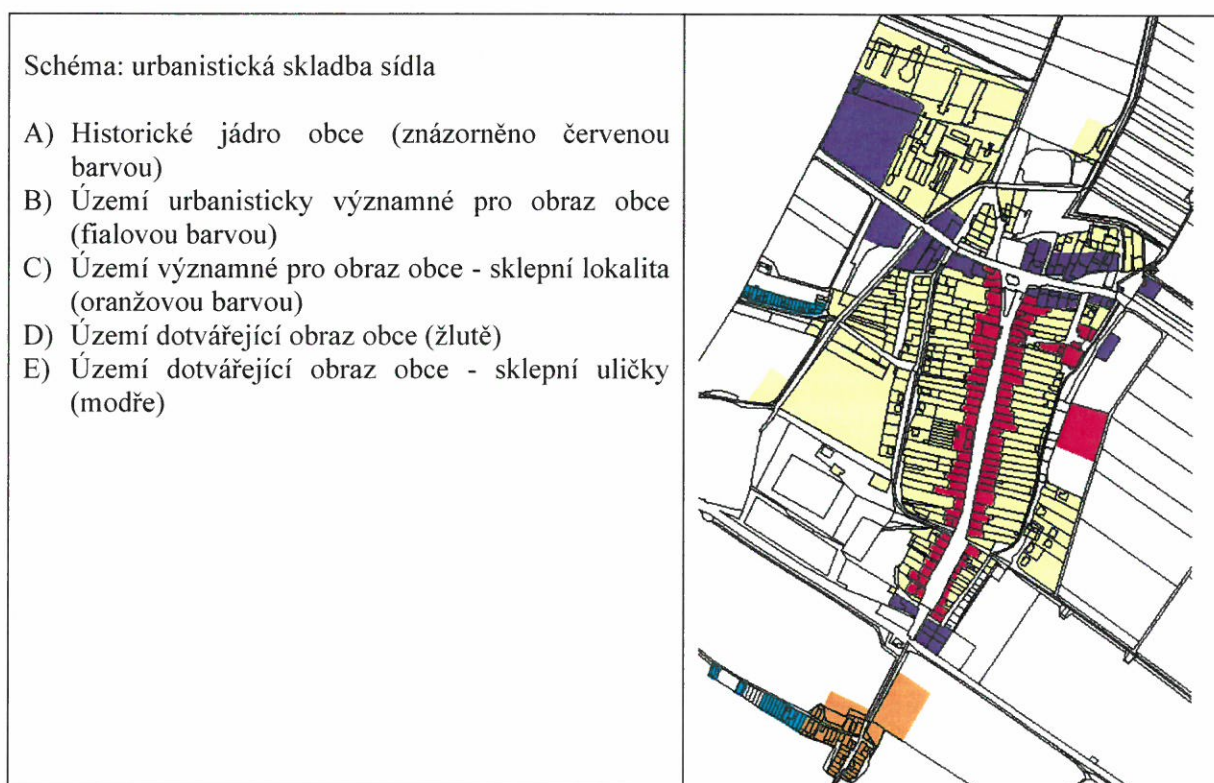 Schéma: urbanistická skladba sídla
A) Historické jádro obce (znázorněno červenou
barvou)
B) Území urbanisticky významné pro obraz obce
(fialovou barvou)
C) Území významné pro obraz obce - sklepní lokalita
(oranžovou barvou)
D) Území dotvářející obraz obce (žlutě)
E) Území dotvářející obraz obce - sklepní uličky
(modře)